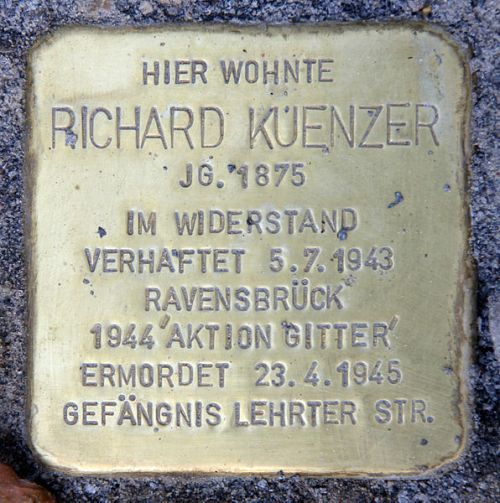 HIER WOHNTE
RICHARD KUENZER
JG. 1875
IM WIDERSTAND
VERHAFTET 5.7.1943
RAVENSBRÜCK
1944 'AKTION GITTER'
ERMORDET 23.4.1945
GEFÄNGNIS LEHRTER STR.